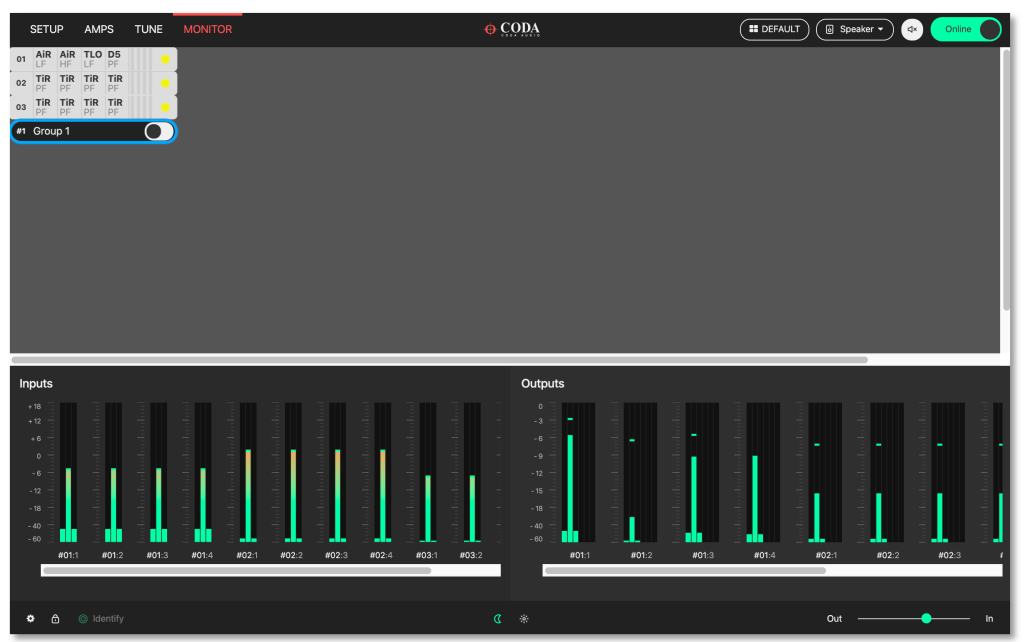 SETUP AMPS TUNE MONITOR CODA DEFAULT Speaker Online
CODA AUDIO
01 AiR AiR TLO D5
LF HF LF PF
02 TiR TiR TiR TiR
PF PF PF PF
03 TiR TiR TiR TiR
PF PF PF PF
#1 Group 1
Inputs
+18
+12
+6
0
-6
-12
-18
-40
-60
#01:1 #01:2 #01:3 #01:4 #02:1 #02:2 #02:3 #02:4 #03:1 #03:2
Outputs
0
-3
-6
-9
-12
-15
-18
-40
-60
#01:1 #01:2 #01:3 #01:4 #02:1 #02:2 #02:3
Identify Out In